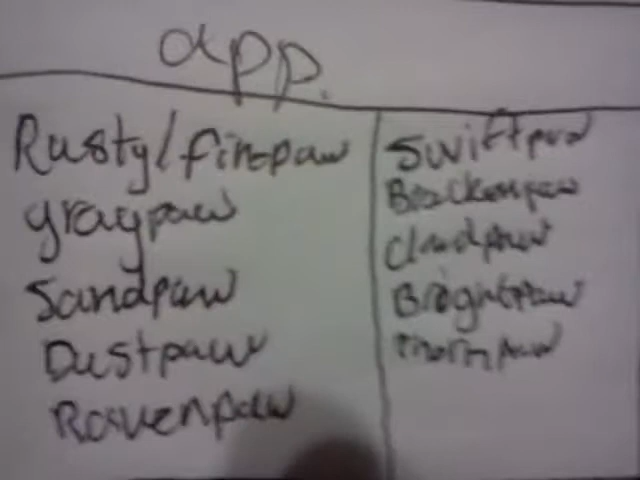 app.
Rusty/firepaw
graypaw
Sandpaw
Dustpaw
Ravenpaw
Swiftpaw
Brackenpaw
Cloudpaw
Brightpaw
thornpaw